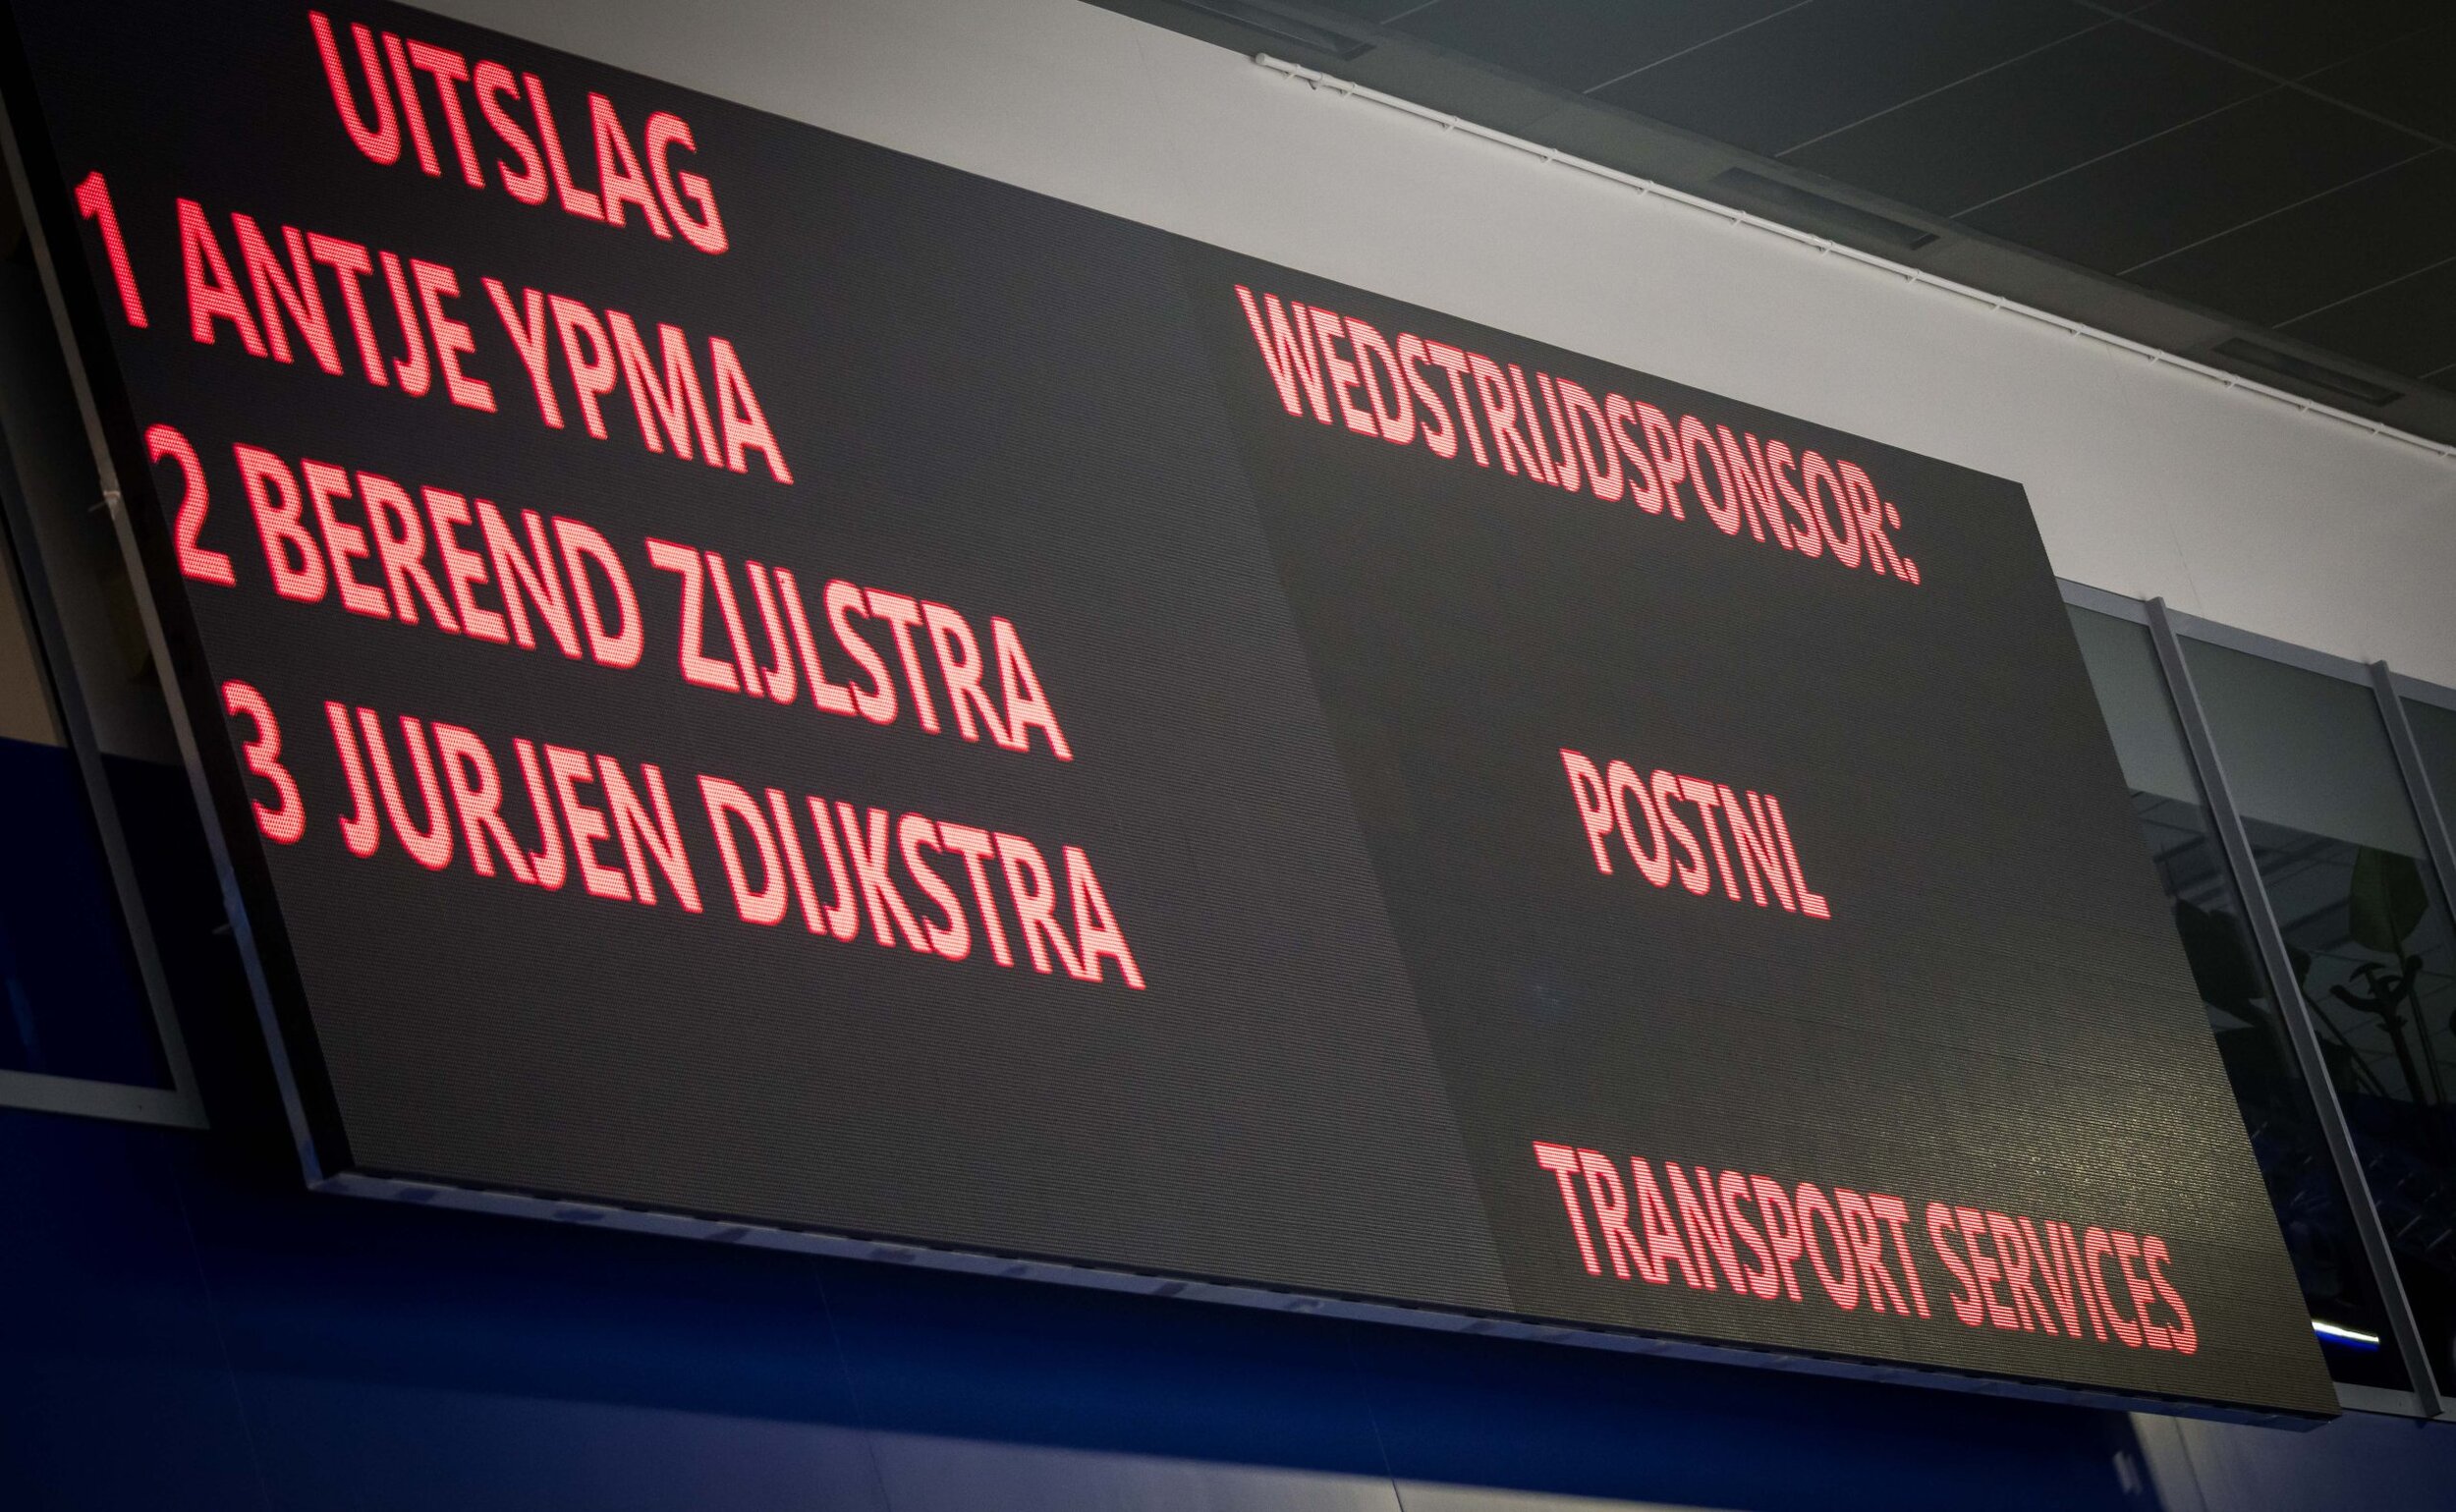 UITSLAG
1 ANTJE YPMA
2 BEREND ZIJLSTRA
3 JURJEN DIJKSTRA
WEDSTRIJDSPONSOR:
POSTNL
TRANSPORT SERVICES